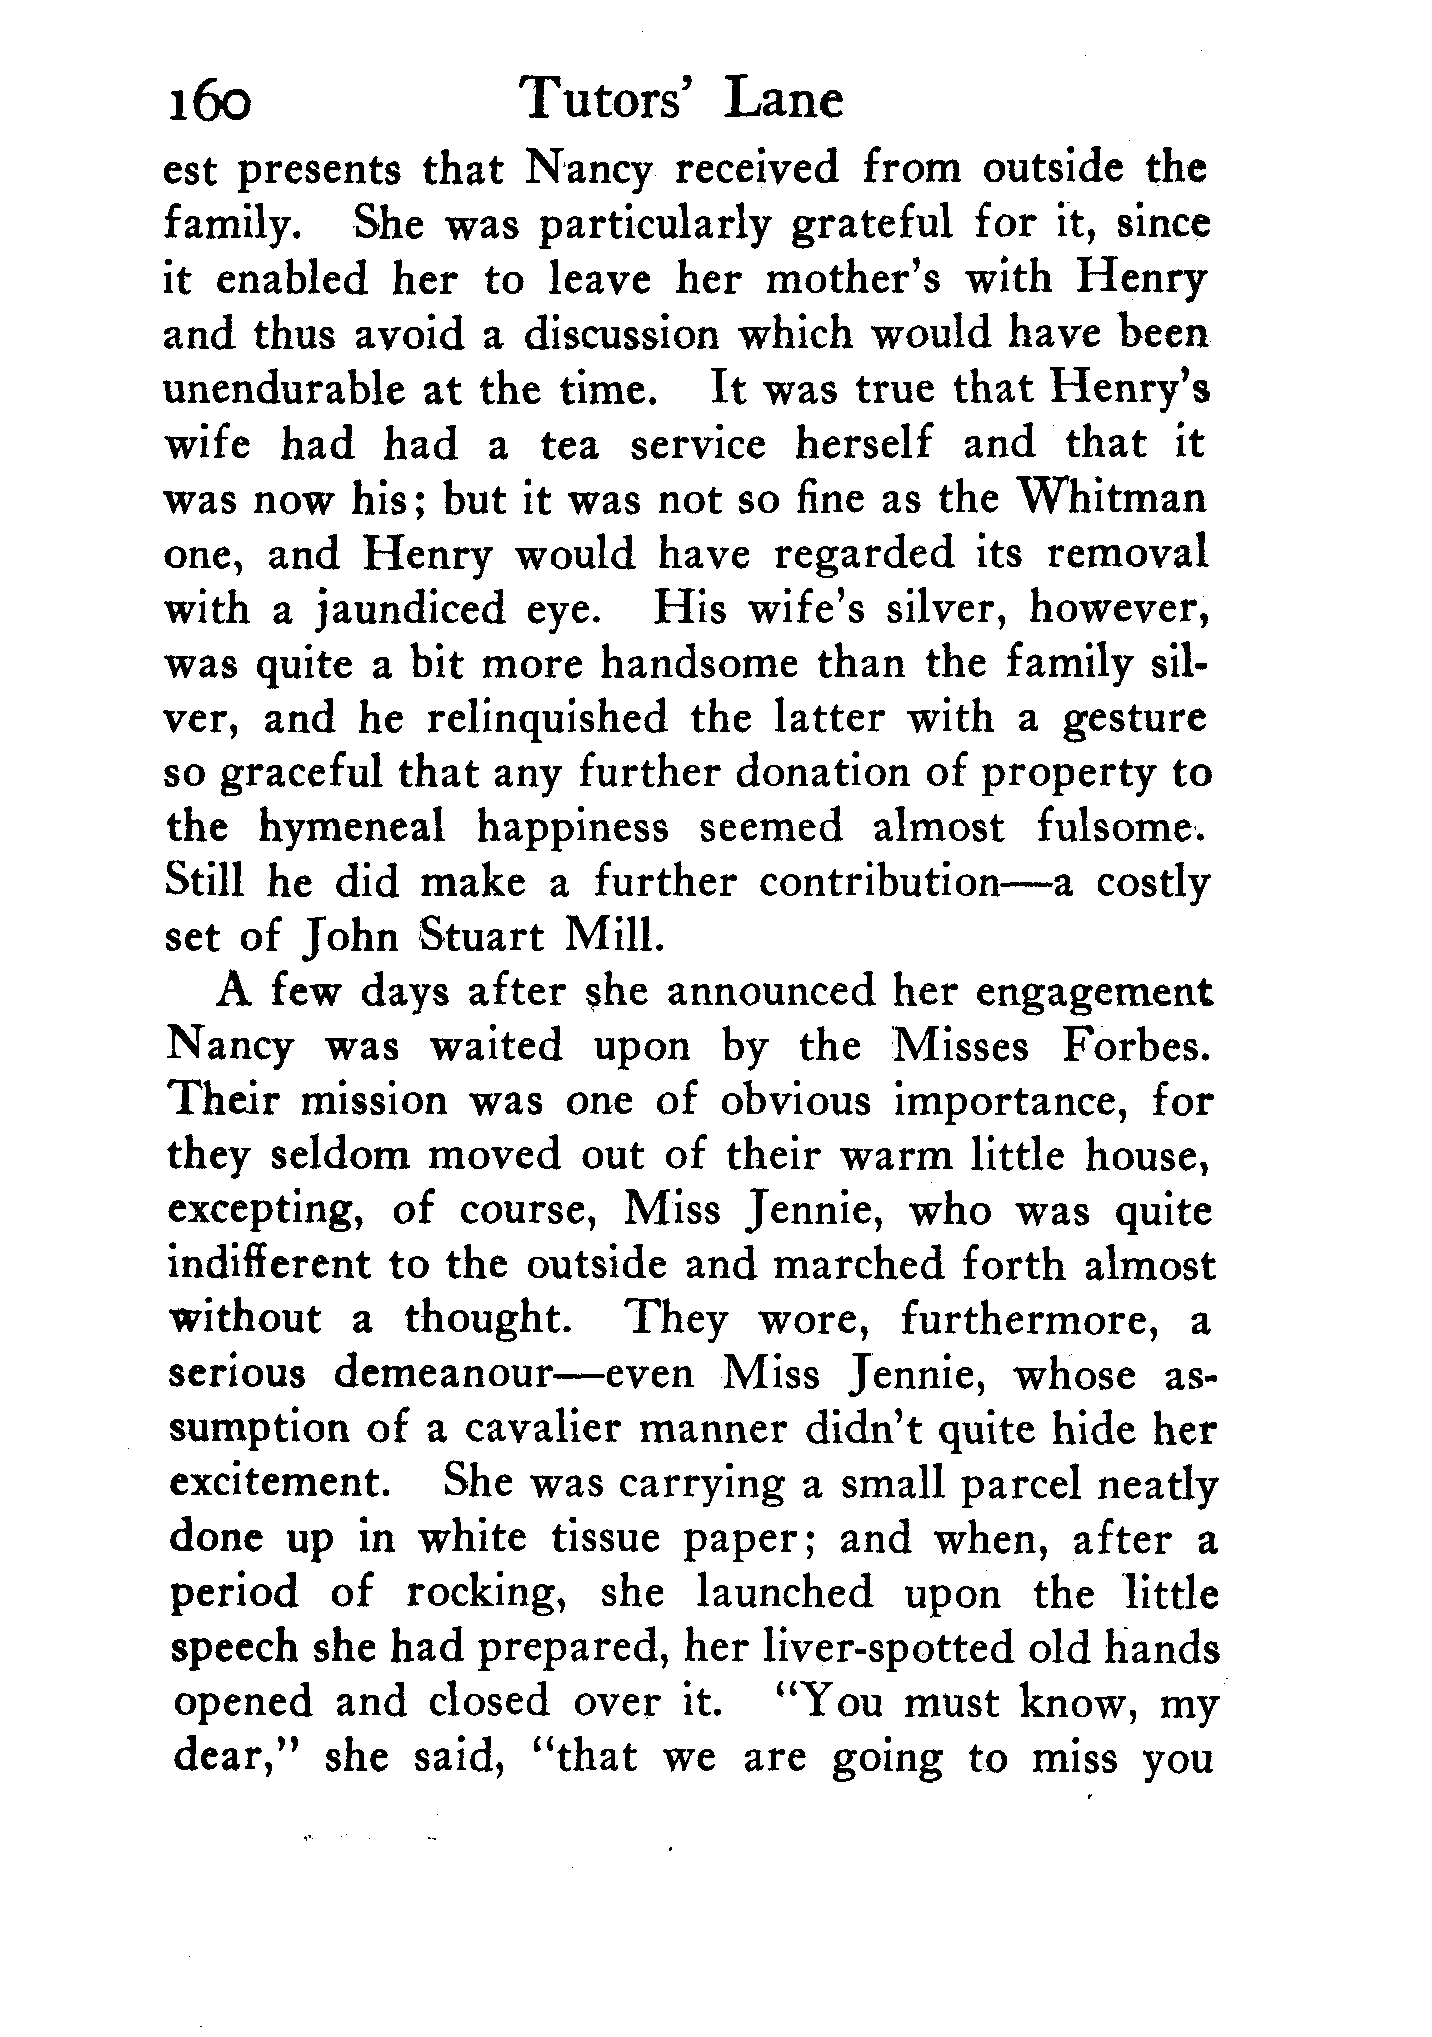 160 Tutors' Lane
est presents that Nancy received from outside the
family. She was particularly grateful for it, since
it enabled her to leave her mother's with Henry
and thus avoid a discussion which would have been
unendurable at the time. It was true that Henry's
wife had had a tea service herself and that it
was now his; but it was not so fine as the Whitman
one, and Henry would have regarded its removal
with a jaundiced eye. His wife's silver, however,
was quite a bit more handsome than the family sil-
ver, and he relinquished the latter with a gesture
so graceful that any further donation of property to
the hymeneal happiness seemed almost fulsome.
Still he did make a further contribution—a costly
set of John Stuart Mill.
A few days after she announced her engagement
Nancy was waited upon by the Misses Forbes.
Their mission was one of obvious importance, for
they seldom moved out of their warm little house,
excepting, of course, Miss Jennie, who was quite
indifferent to the outside and marched forth almost
without a thought. They wore, furthermore, a
serious demeanour—even Miss Jennie, whose as-
sumption of a cavalier manner didn't quite hide her
excitement. She was carrying a small parcel neatly
done up in white tissue paper; and when, after a
period of rocking, she launched upon the little
speech she had prepared, her liver-spotted old hands
opened and closed over it. "You must know, my
dear," she said, "that we are going to miss you